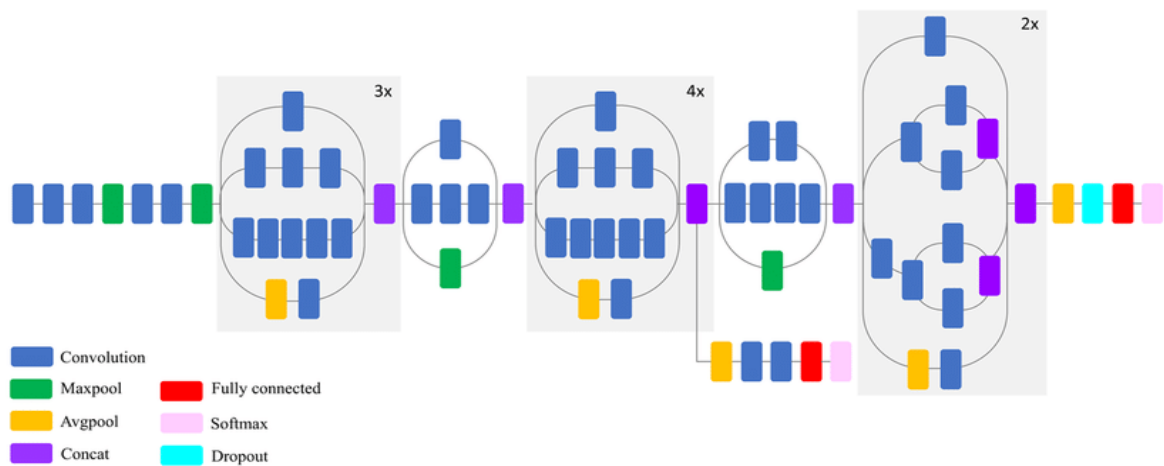 2x
3x
4x
Convolution
Maxpool
Fully connected
Avgpool
Softmax
Concat
Dropout